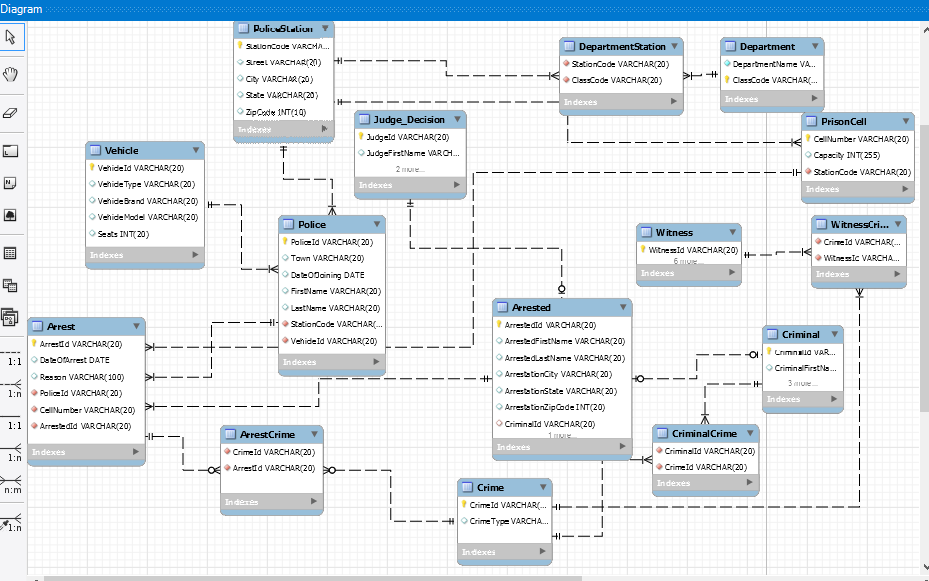 Diagram
PoliceStation
StationCode VARCHA...
Street VARCHAR(20)
City VARCHAR(20)
State VARCHAR(20)
ZipCode INT(10)
Indexes
DepartmentStation
StationCode VARCHAR(20)
ClassCode VARCHAR(20)
Indexes
Department
DepartmentName VA...
ClassCode VARCHAR(...
Indexes
Judge_Decision
JudgeId VARCHAR(20)
JudgeFirstName VARCH...
2 more...
Indexes
PrisonCell
CellNumber VARCHAR(20)
Capacity INT(255)
StationCode VARCHAR(20)
Indexes
Vehicle
VehicleId VARCHAR(20)
VehicleType VARCHAR(20)
VehicleBrand VARCHAR(20)
VehicleModel VARCHAR(20)
Seats INT(20)
Indexes
Police
PoliceId VARCHAR(20)
Town VARCHAR(20)
DateOfJoining DATE
FirstName VARCHAR(20)
LastName VARCHAR(20)
StationCode VARCHAR(...
VehicleId VARCHAR(20)
Indexes
Witness
WitnessId VARCHAR(20)
6 more...
Indexes
WitnessCri...
CrimeId VARCHAR(...
WitnessIc VARCHA...
Indexes
Arrested
ArrestedId VARCHAR(20)
ArrestedFirstName VARCHAR(20)
ArrestedLastName VARCHAR(20)
ArrestationCity VARCHAR(20)
ArrestationState VARCHAR(20)
ArrestationZipCode INT(20)
CriminalId VARCHAR(20)
1 more...
Indexes
Arrest
ArrestId VARCHAR(20)
DateOfArrest DATE
Reason VARCHAR(100)
PoliceId VARCHAR(20)
CellNumber VARCHAR(20)
ArrestedId VARCHAR(20)
Indexes
Criminal
CriminalId VAR...
CriminalFirstNa...
3 more...
Indexes
ArrestCrime
CrimeId VARCHAR(20)
ArrestId VARCHAR(20)
Indexes
CriminalCrime
CriminalId VARCHAR(20)
CrimeId VARCHAR(20)
Indexes
Crime
CrimeId VARCHAR(...
CrimeType VARCHA...
Indexes
1:1
1:n
1:1
1:n
n:m
1:n